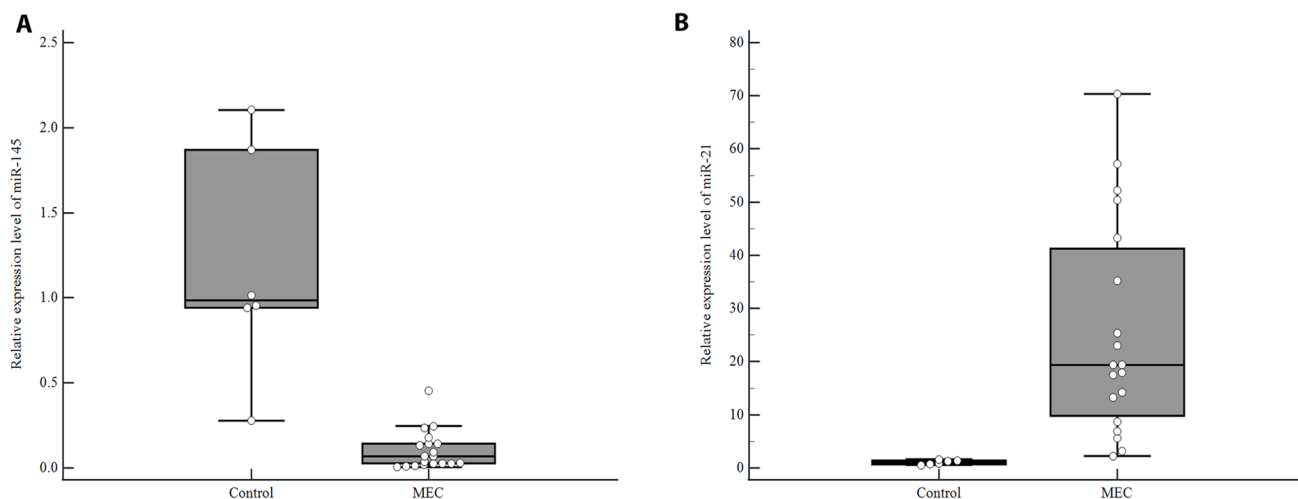 A
Relative expression level of miR-145
2.5
2.0
1.5
1.0
0.5
0.0
Control MEC
B
Relative expression level of miR-21
80
70
60
50
40
30
20
10
0
Control MEC